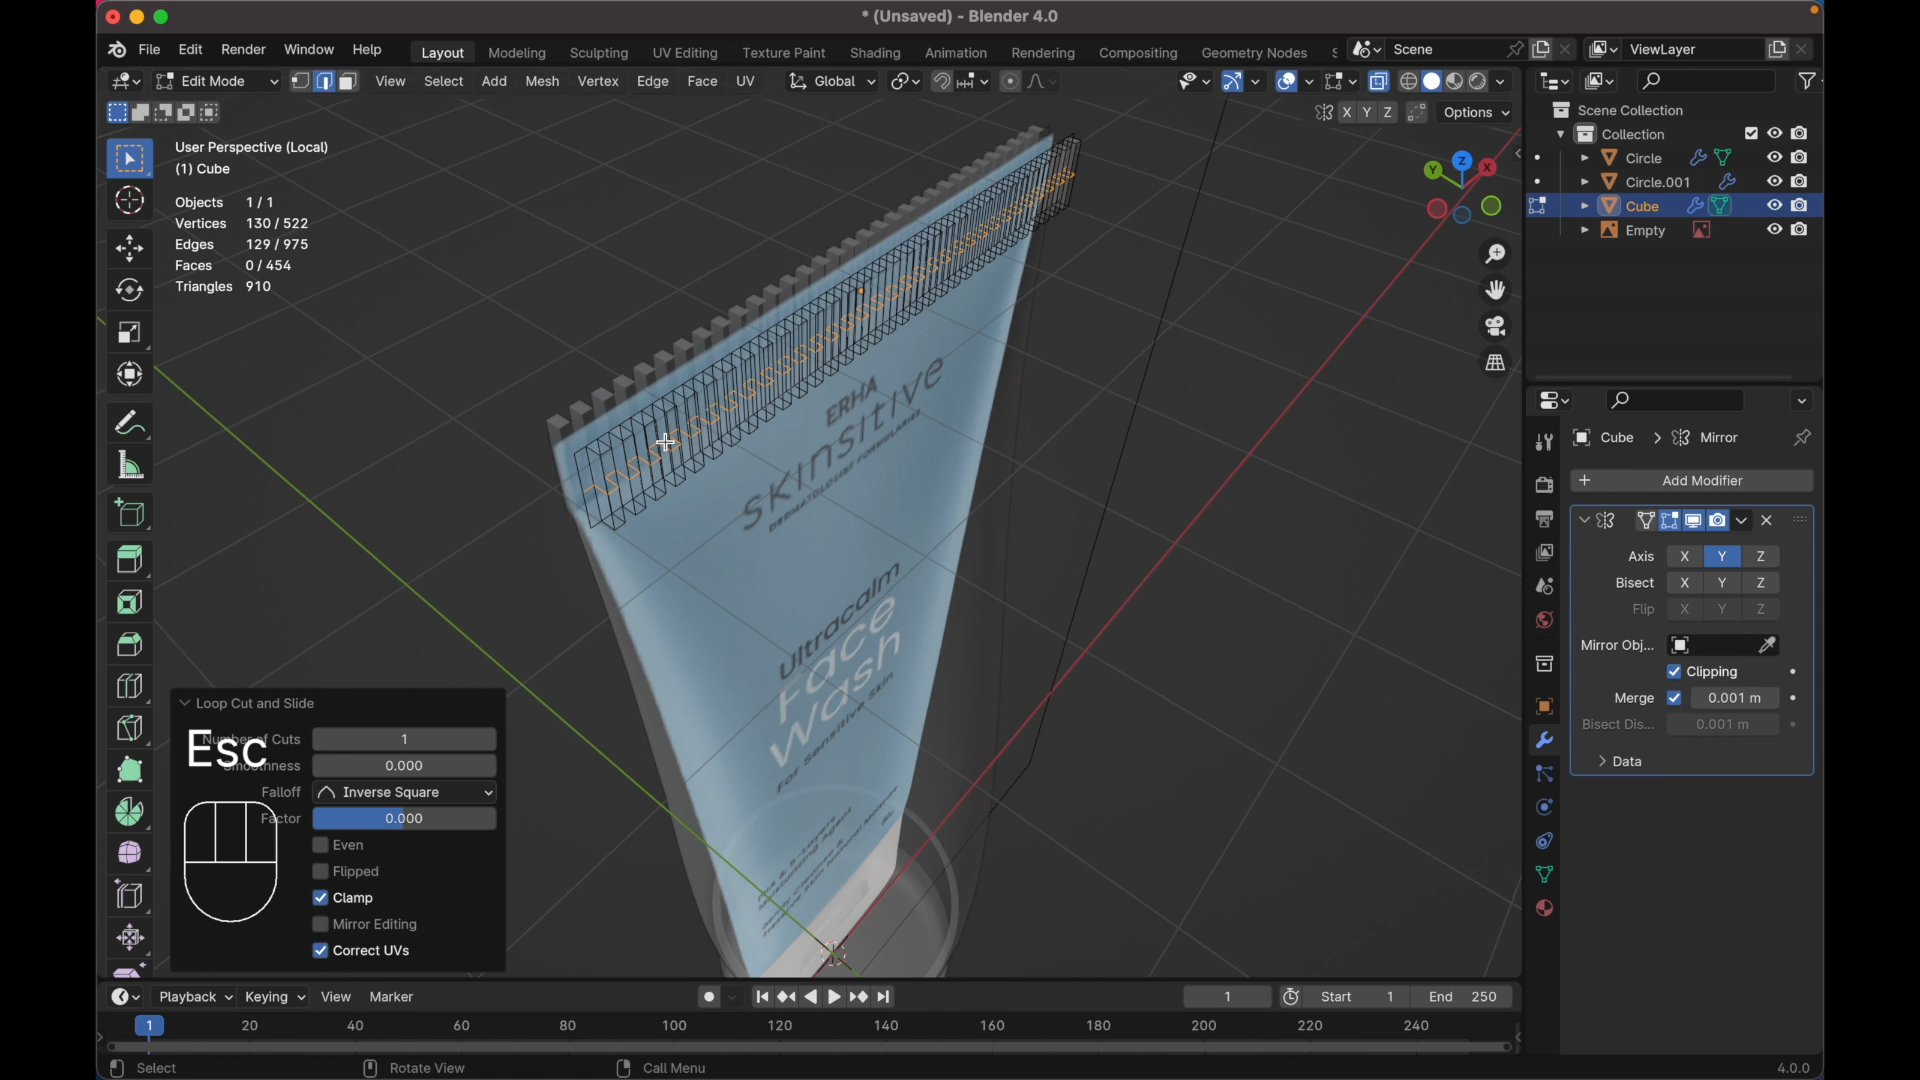 * (Unsaved) - Blender 4.0
File Edit Render Window Help
Layout Modeling Sculpting UV Editing Texture Paint Shading Animation Rendering Compositing Geometry Nodes
Scene
ViewLayer
Edit Mode
View Select Add Mesh Vertex Edge Face UV
Global
X Y Z
Options
User Perspective (Local)
(1) Cube
Objects 1 / 1
Vertices 130 / 522
Edges 129 / 975
Faces 0 / 454
Triangles 910
Z
Y
X
Scene Collection
Collection
Circle
Circle.001
Cube
Empty
ERHA
skinsitive
DERMATOLOGIST FORMULARIES
Ultracalm
Face
Wash
For Sensitive Skin
Loop Cut and Slide
Number of Cuts 1
Smoothness 0.000
Falloff Inverse Square
Factor 0.000
Even
Flipped
Clamp
Mirror Editing
Correct UVs
Esc
Cube > Mirror
Add Modifier
Axis X Y Z
Bisect X Y Z
Flip X Y Z
Mirror Obj...
Clipping
Merge 0.001 m
Bisect Dis... 0.001 m
Data
Playback Keying View Marker
1
Start 1
End 250
1 20 40 60 80 100 120 140 160 180 200 220 240
Select
Rotate View
Call Menu
4.0.0